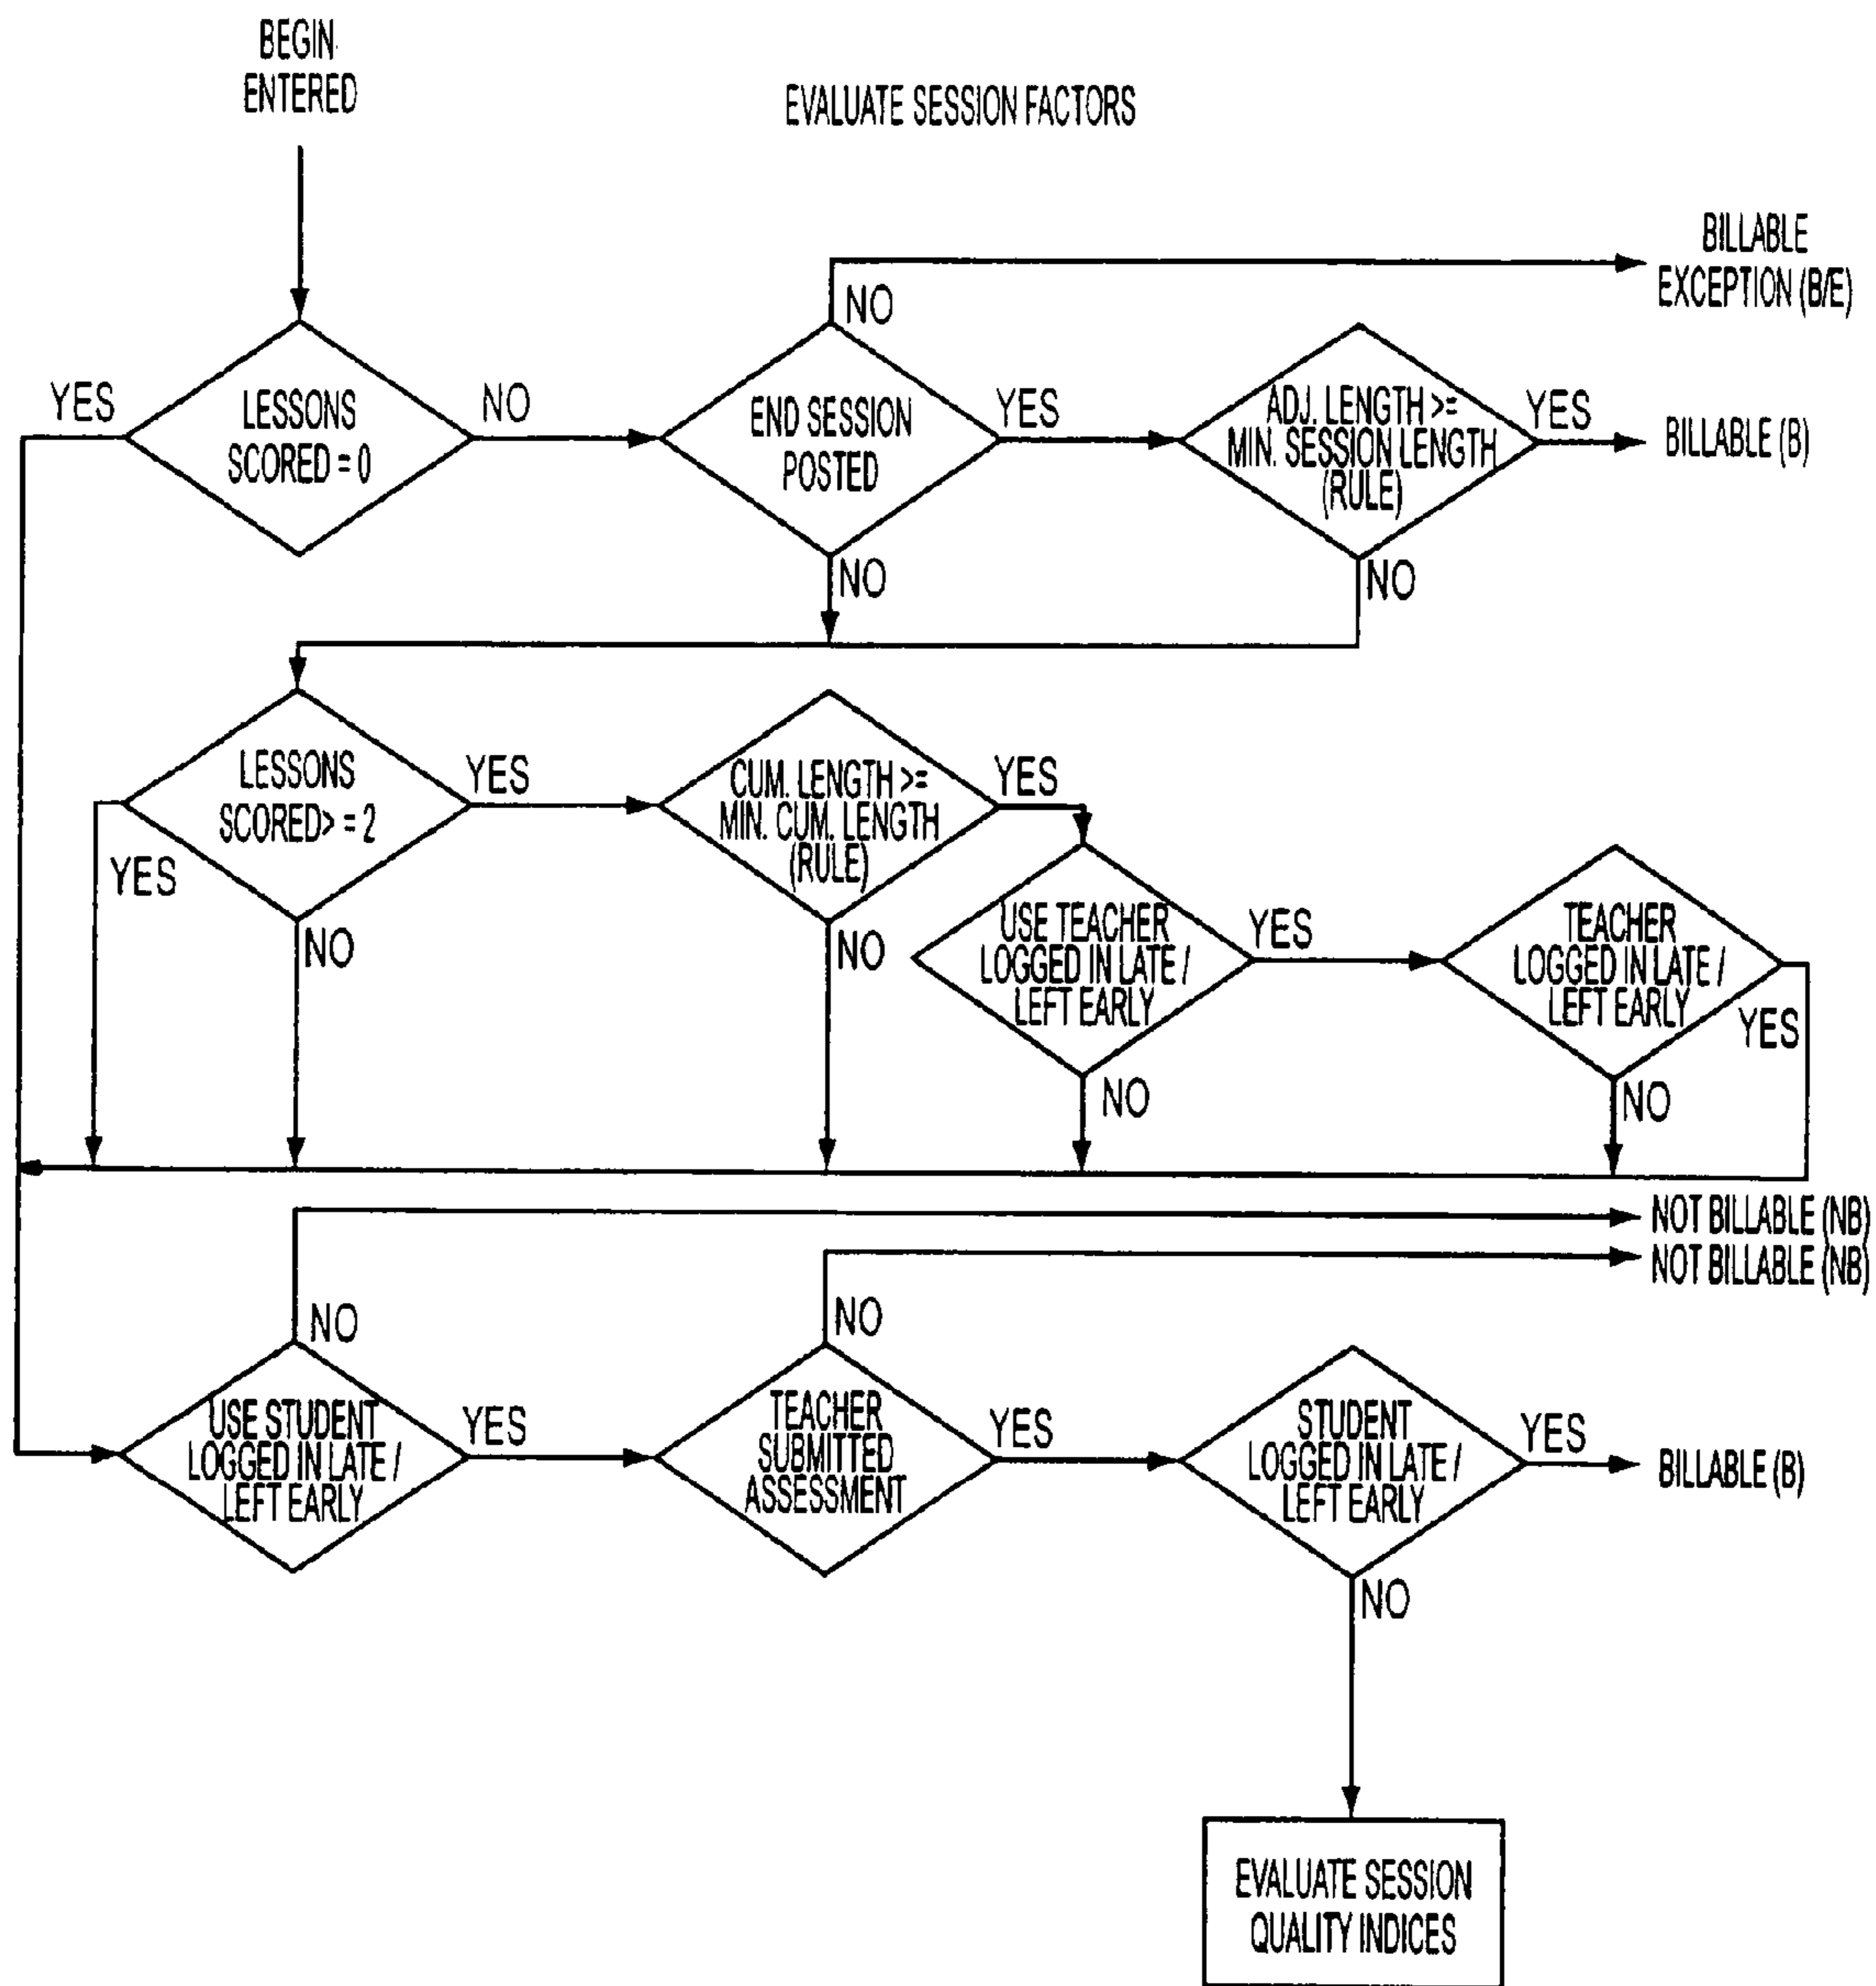 BEGIN
ENTERED
EVALUATE SESSION FACTORS
BILLABLE
EXCEPTION (B/E)
NO
YES
LESSONS
SCORED = 0
NO
END SESSION
POSTED
YES
ADJ. LENGTH >=
MIN. SESSION LENGTH
(RULE)
YES
BILLABLE (B)
NO
NO
LESSONS
SCORED> = 2
YES
YES
NO
CUM. LENGTH >=
MIN. CUM. LENGTH
(RULE)
YES
NO
USE TEACHER
LOGGED IN LATE /
LEFT EARLY
YES
NO
TEACHER
LOGGED IN LATE /
LEFT EARLY
YES
NO
NOT BILLABLE (NB)
NOT BILLABLE (NB)
NO
NO
USE STUDENT
LOGGED IN LATE /
LEFT EARLY
YES
TEACHER
SUBMITTED
ASSESSMENT
YES
STUDENT
LOGGED IN LATE /
LEFT EARLY
YES
BILLABLE (B)
NO
EVALUATE SESSION
QUALITY INDICES